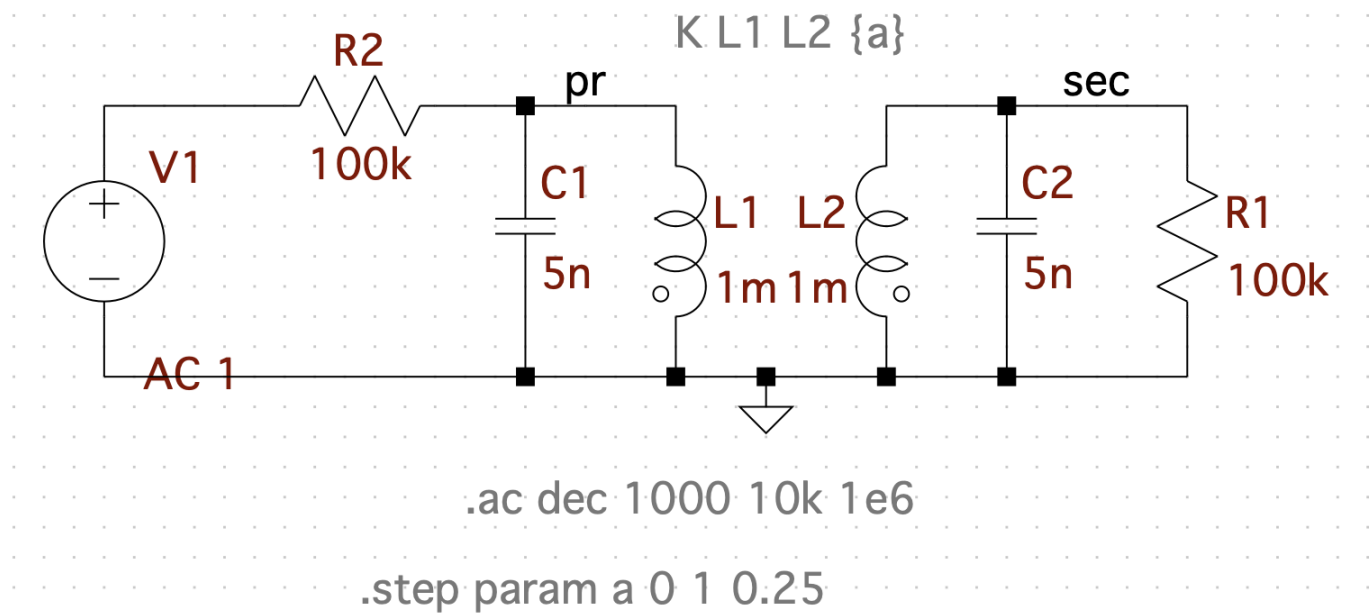 K L1 L2 {a}
R2
pr
sec
V1
100k
C1
C2
L1
L2
R1
5n
1m
1m
5n
100k
AC 1
.ac dec 1000 10k 1e6
.step param a 0 1 0.25